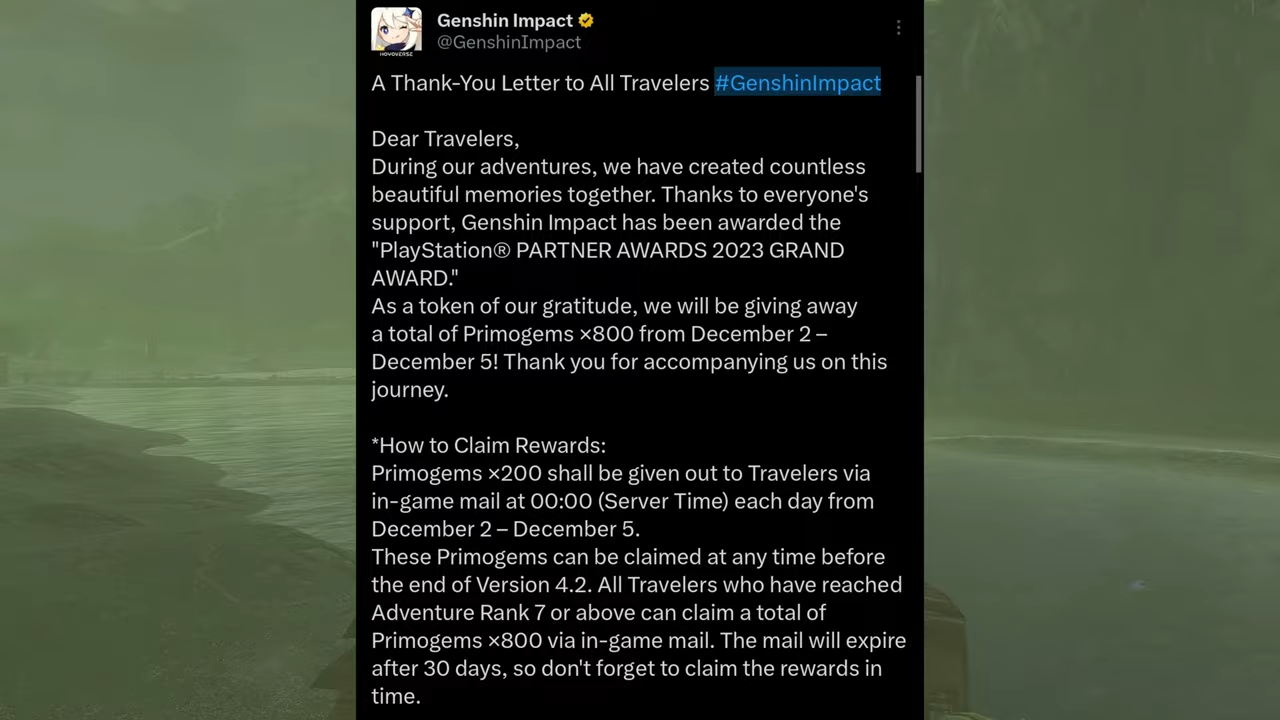 Genshin Impact
@GenshinImpact
HOYOVERSE
A Thank-You Letter to All Travelers #GenshinImpact
Dear Travelers,
During our adventures, we have created countless
beautiful memories together. Thanks to everyone's
support, Genshin Impact has been awarded the
"PlayStation® PARTNER AWARDS 2023 GRAND
AWARD."
As a token of our gratitude, we will be giving away
a total of Primogems ×800 from December 2 –
December 5! Thank you for accompanying us on this
journey.
*How to Claim Rewards:
Primogems ×200 shall be given out to Travelers via
in-game mail at 00:00 (Server Time) each day from
December 2 – December 5.
These Primogems can be claimed at any time before
the end of Version 4.2. All Travelers who have reached
Adventure Rank 7 or above can claim a total of
Primogems ×800 via in-game mail. The mail will expire
after 30 days, so don't forget to claim the rewards in
time.